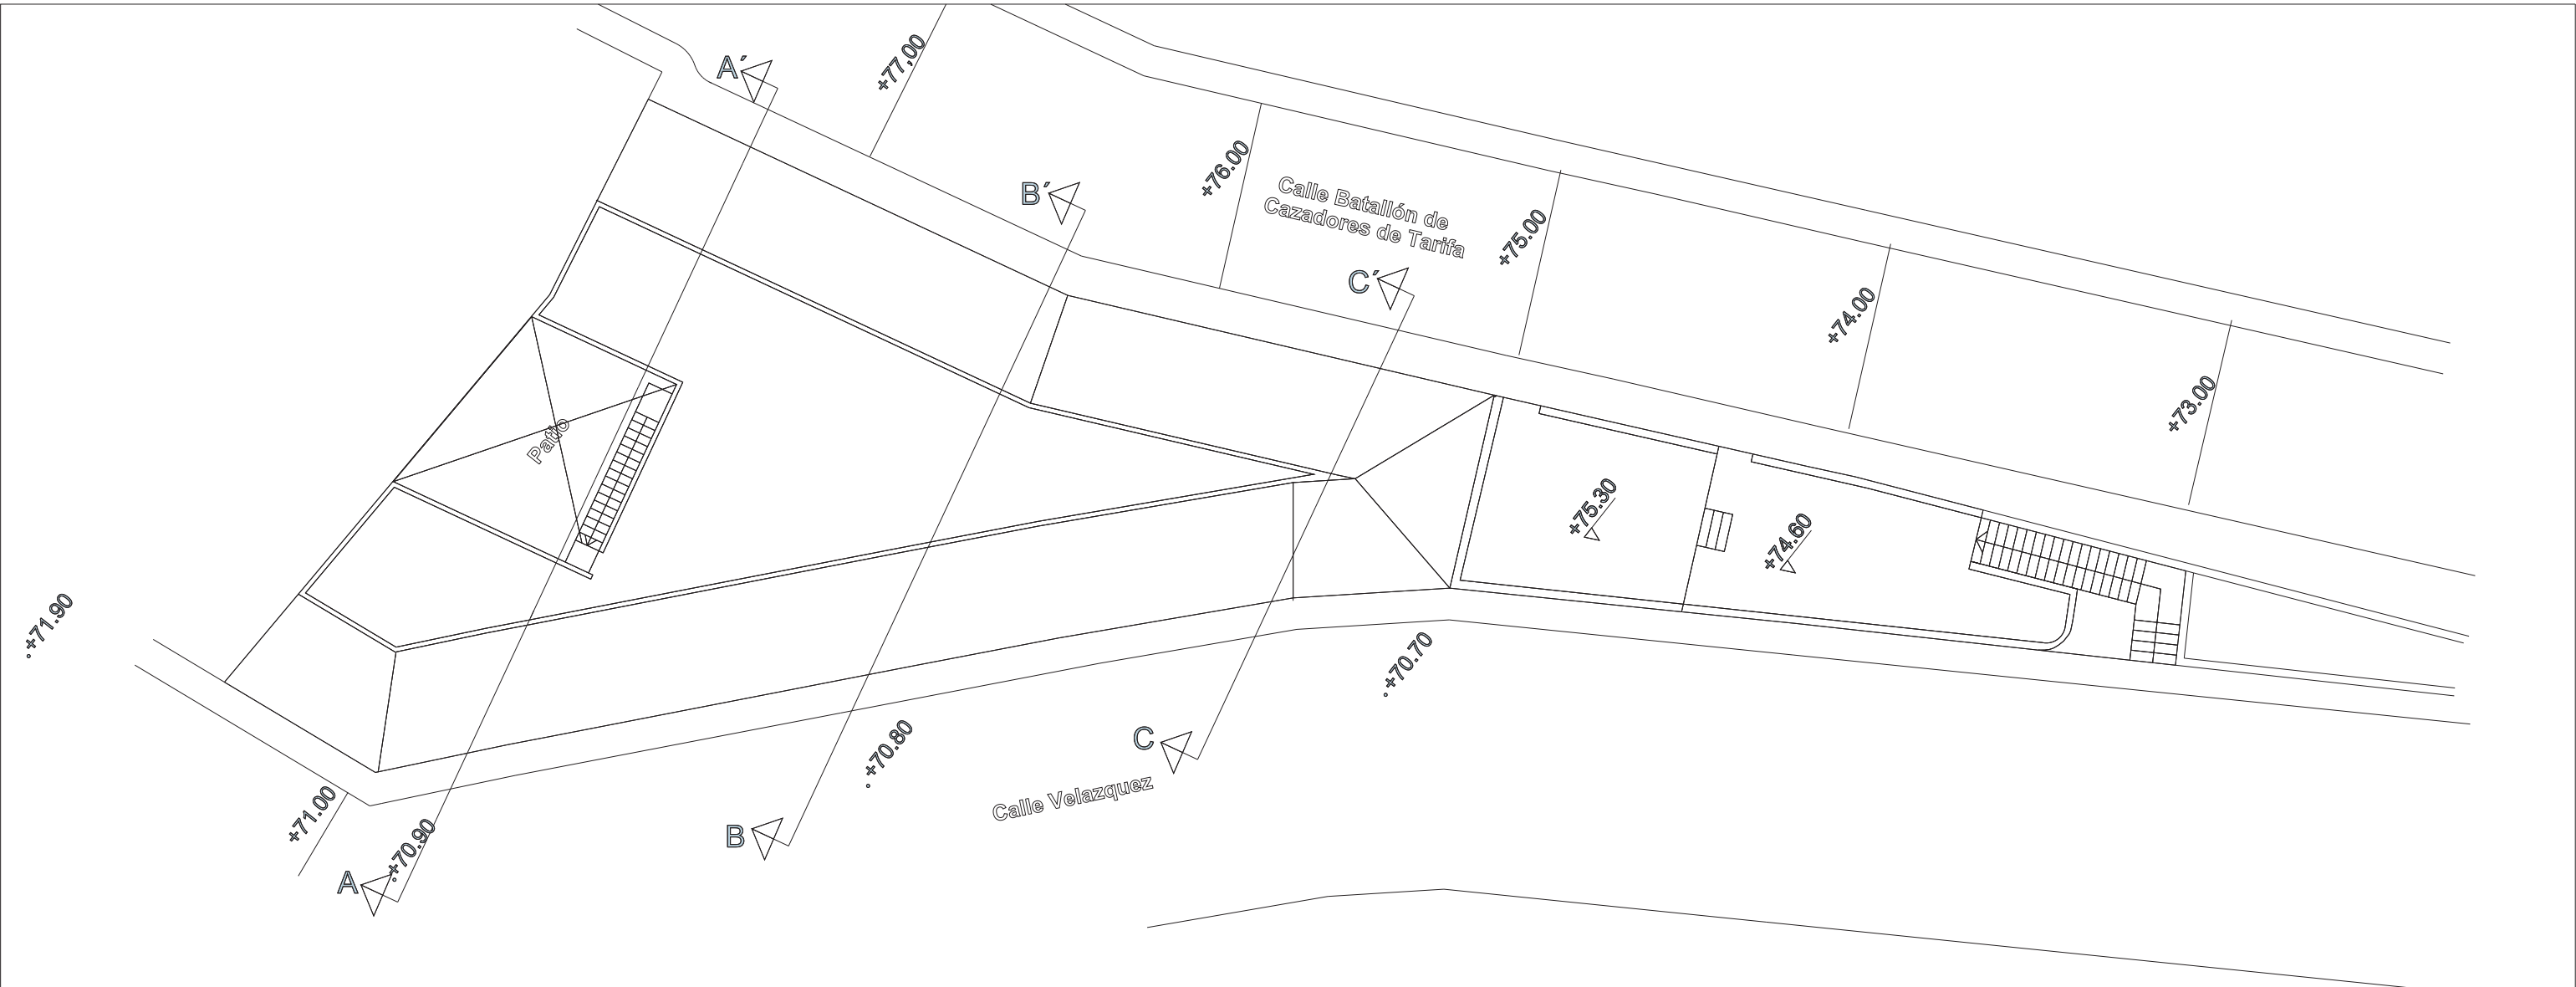 A´
+77,00
B´
+76.00
Calle Batallón de
Cazadores de Tarifa
C´
+75.00
+74.00
+73.00
Patio
+75.30
+74.60
+71.90
+70.70
C
+70.80
Calle Velazquez
+71.00
+70.90
B
A